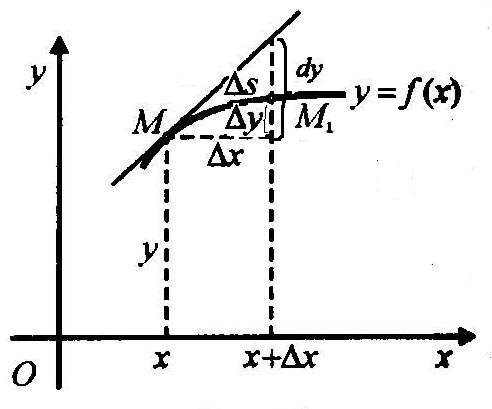 y
dy
Δs
y = f(x)
M
Δy
M₁
Δx
y
O
x
x+Δx
x